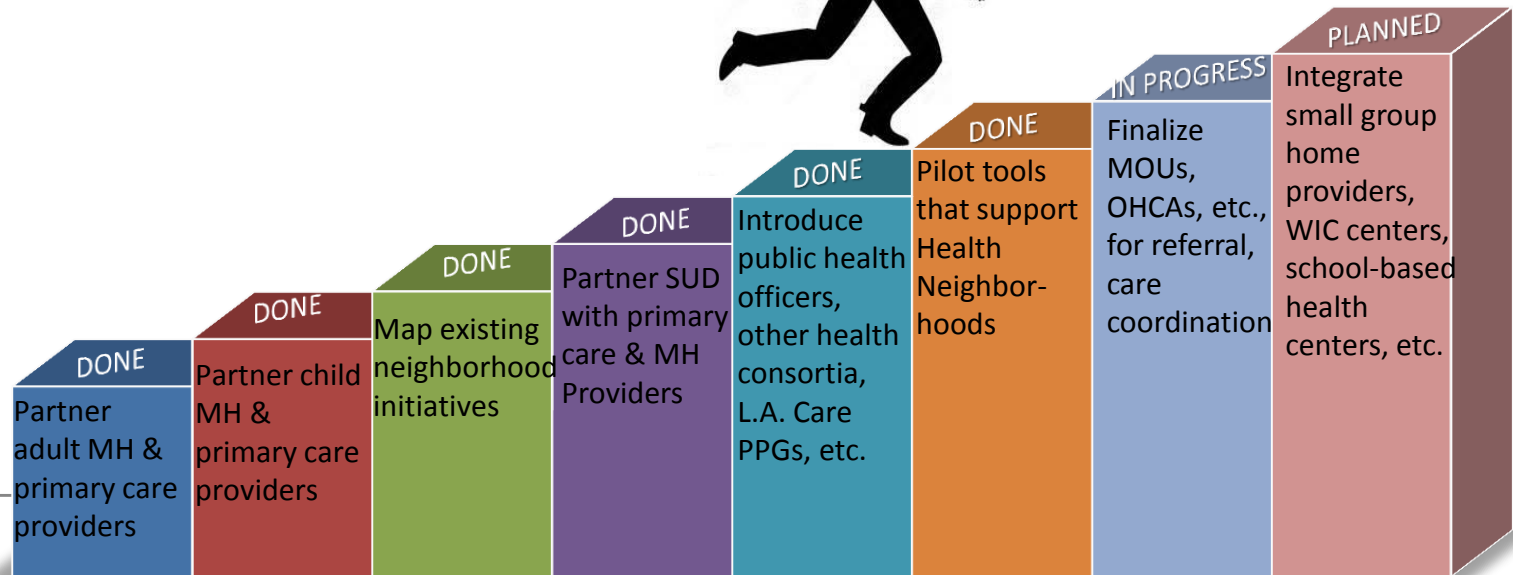 DONE
Partner
adult MH &
primary care
providers
DONE
Partner child
MH &
primary care
providers
DONE
Map existing
neighborhood
initiatives
DONE
Partner SUD
with primary
care & MH
Providers
DONE
Introduce
public health
officers,
other health
consortia,
L.A. Care
PPGs, etc.
DONE
Pilot tools
that support
Health
Neighbor-
hoods
IN PROGRESS
Finalize
MOUs,
OHCAs, etc.,
for referral,
care
coordination
PLANNED
Integrate
small group
home
providers,
WIC centers,
school-based
health
centers, etc.